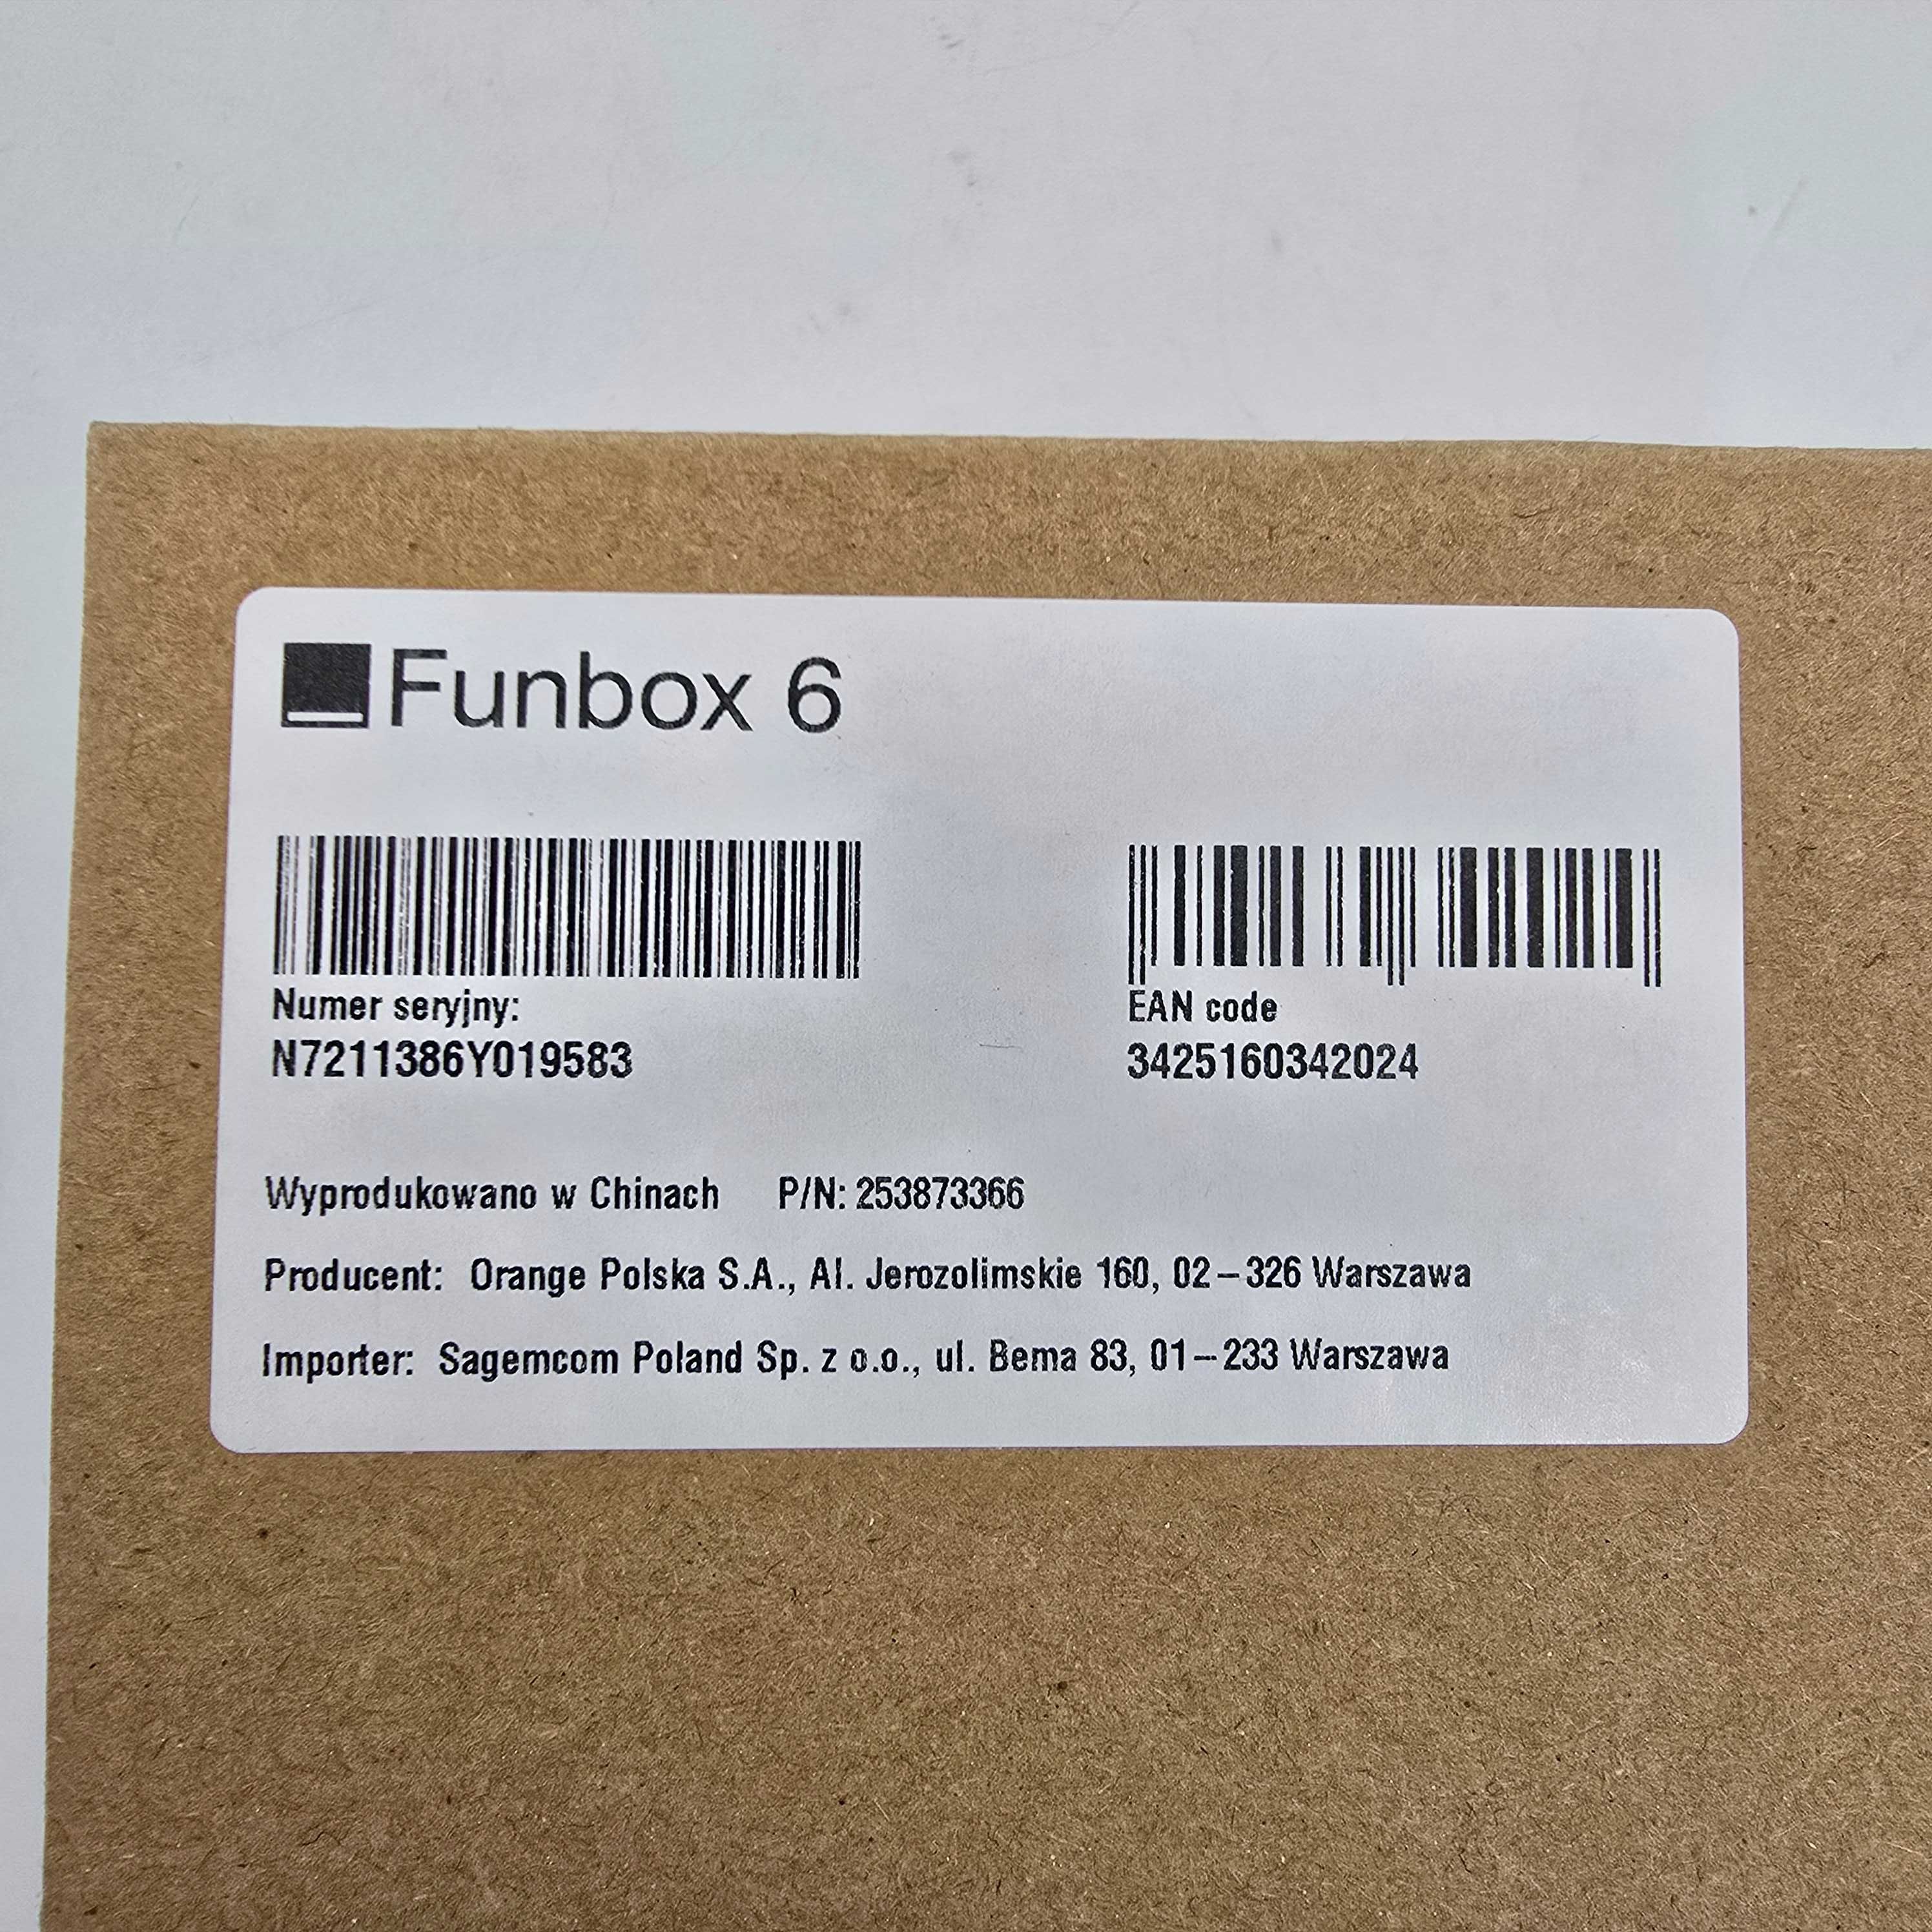 Funbox 6
Numer seryjny:
N7211386Y019583
EAN code
3425160342024
Wyprodukowano w Chinach P/N: 253873366
Producent: Orange Polska S.A., Al. Jerozolimskie 160, 02–326 Warszawa
Importer: Sagemcom Poland Sp. z o.o., ul. Bema 83, 01–233 Warszawa